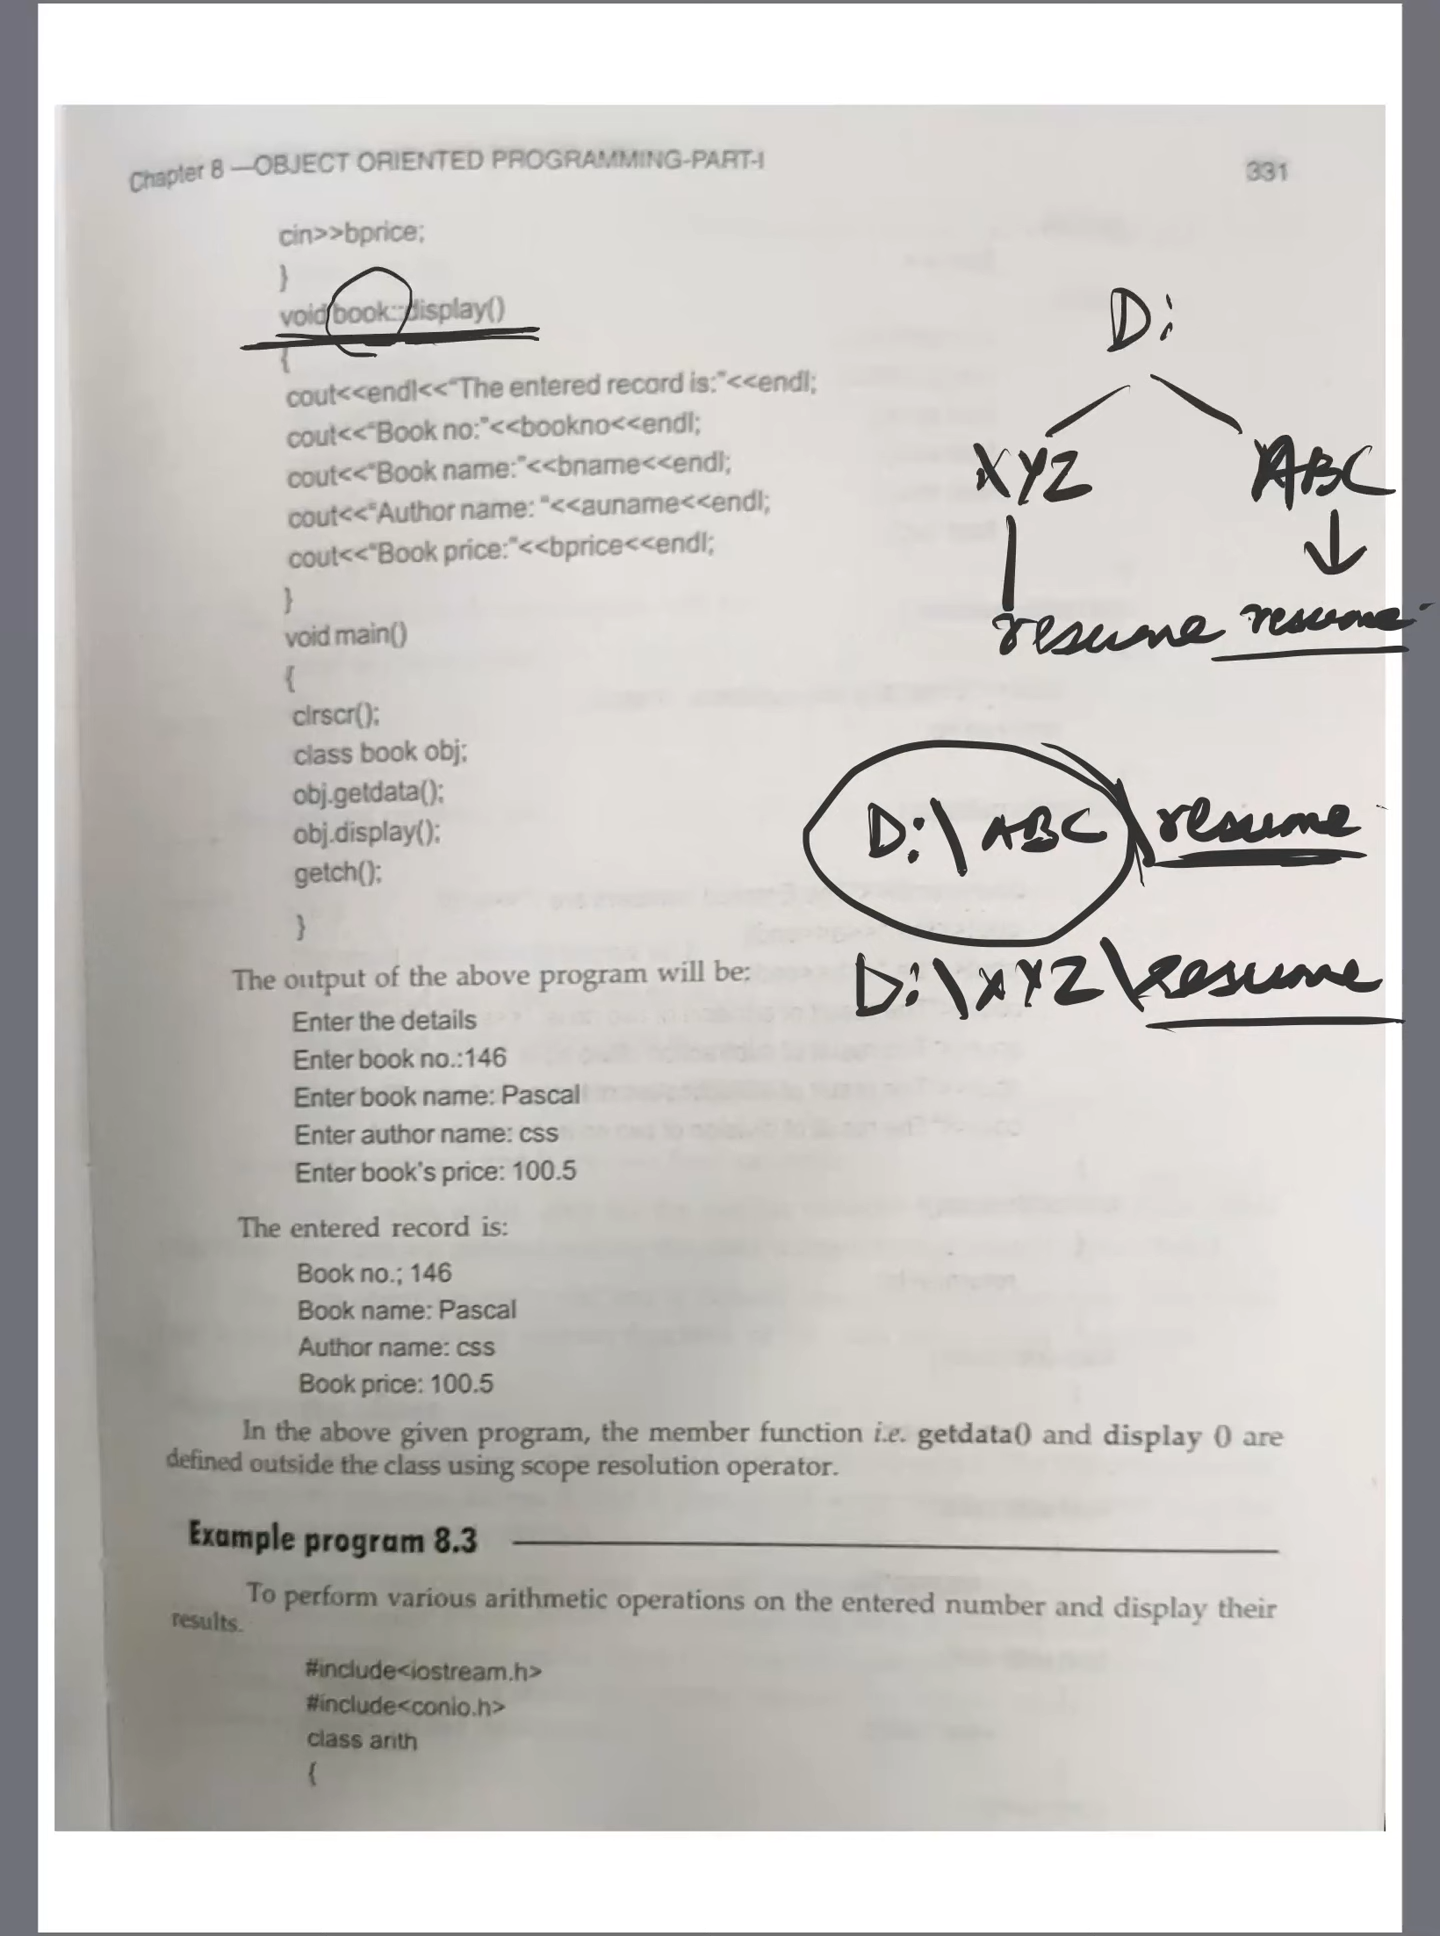 Chapter 8 —OBJECT ORIENTED PROGRAMMING-PART-I 331
cin>>bprice;
}
void book::display()
{
cout<<endl<<"The entered record is:"<<endl;
cout<<"Book no:"<<bookno<<endl;
cout<<"Book name:"<<bname<<endl;
cout<<"Author name: "<<auname<<endl;
cout<<"Book price:"<<bprice<<endl;
}
void main()
{
clrscr();
class book obj;
obj.getdata();
obj.display();
getch();
}
The output of the above program will be:
Enter the details
Enter book no.:146
Enter book name: Pascal
Enter author name: css
Enter book's price: 100.5
The entered record is:
Book no.; 146
Book name: Pascal
Author name: css
Book price: 100.5
In the above given program, the member function i.e. getdata() and display () are
defined outside the class using scope resolution operator.
Example program 8.3
To perform various arithmetic operations on the entered number and display their
results.
#include<iostream.h>
#include<conio.h>
class arith
{
D:
XYZ ABC
resume resume
D:\ABC\resume
D:\XYZ\resume